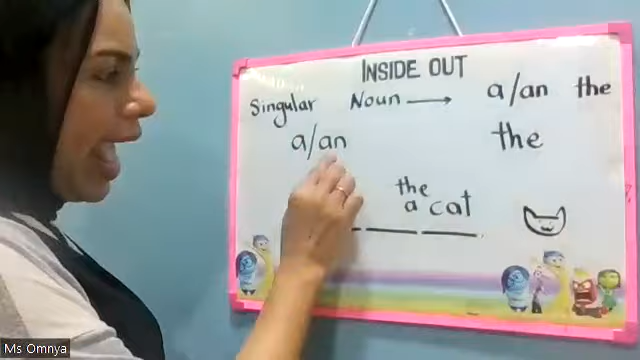 INSIDE OUT
Singular Noun → a/an the
a/an the
the
a cat
Ms Omnya